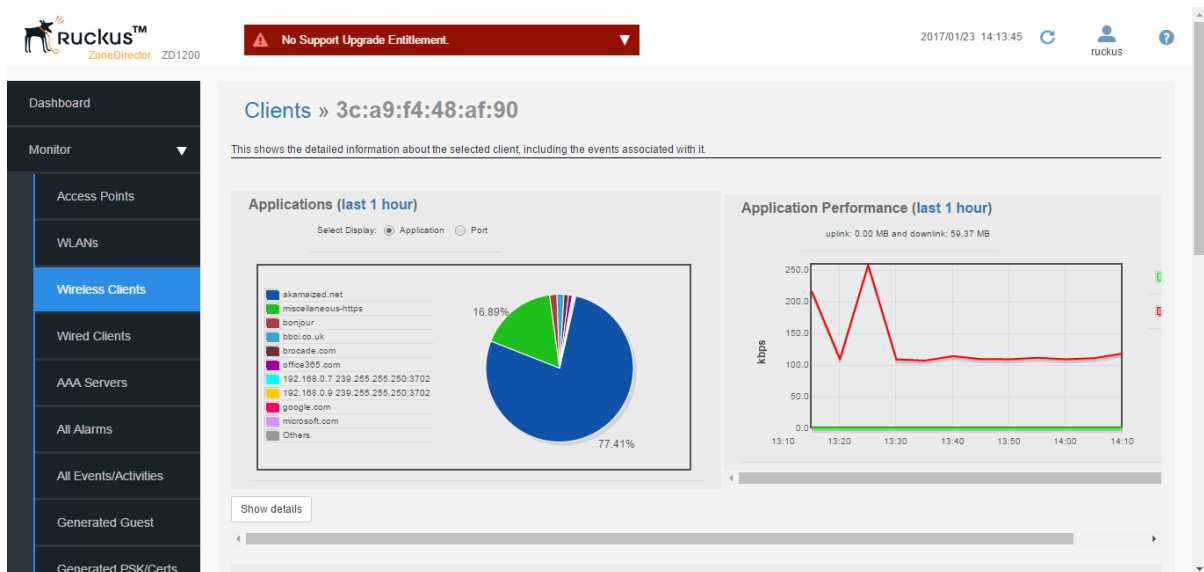 Ruckus™
ZoneDirector ZD1200
No Support Upgrade Entitlement.
2017/01/23 14:13:45
ruckus
Dashboard
Monitor
Access Points
WLANs
Wireless Clients
Wired Clients
AAA Servers
All Alarms
All Events/Activities
Generated Guest
Generated PSK/Certs
Clients » 3c:a9:f4:48:af:90
This shows the detailed information about the selected client, including the events associated with it.
Applications (last 1 hour)
Select Display: Application Port
akamaized.net
miscellaneous-https
bonjour
bbci.co.uk
brocade.com
office365.com
192.168.0.7 239.255.255.250:3702
192.168.0.9 239.255.255.250:3702
google.com
microsoft.com
Others
16.89%
77.41%
Show details
Application Performance (last 1 hour)
uplink: 0.00 MB and downlink: 59.37 MB
kbps
250.0
200.0
150.0
100.0
50.0
0.0
13:10 13:20 13:30 13:40 13:50 14:00 14:10